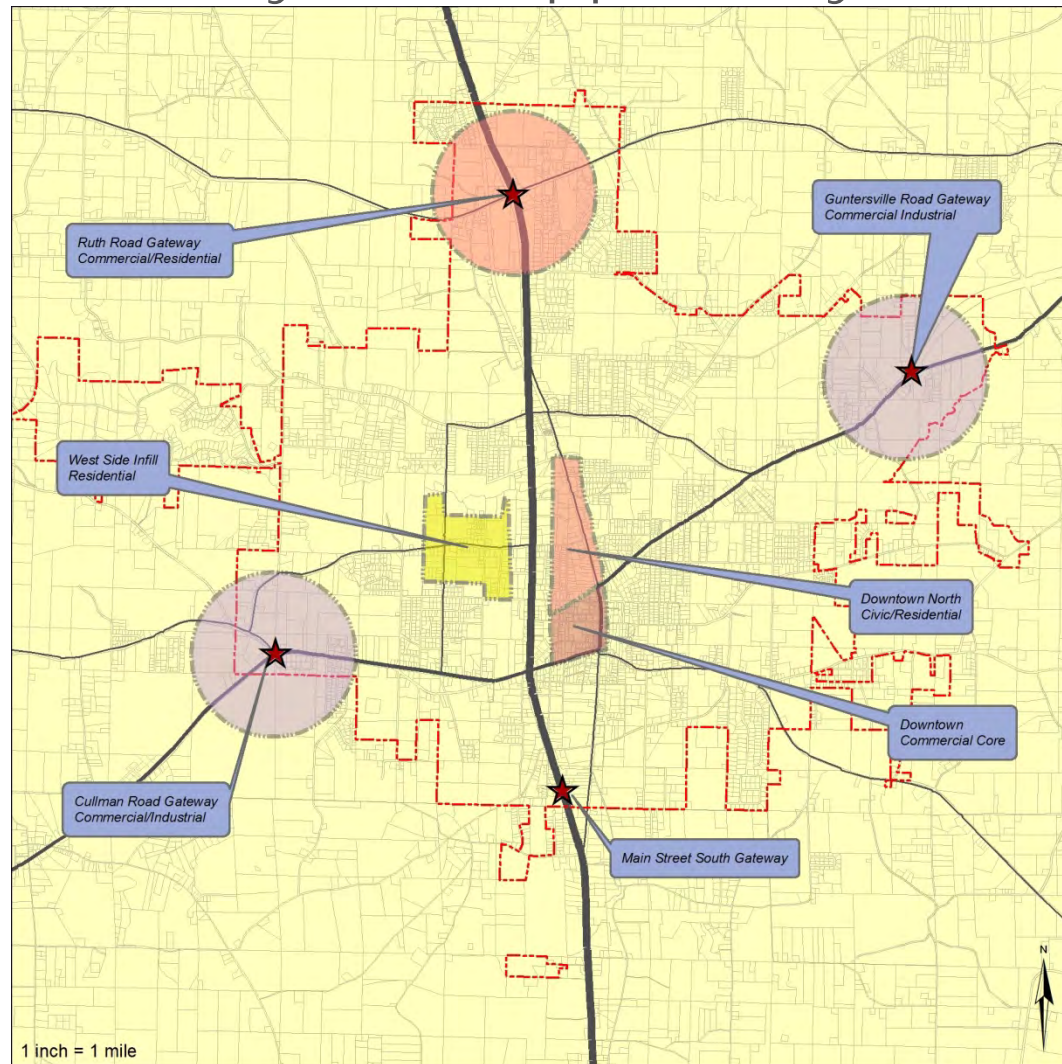 Ruth Road Gateway
Commercial/Residential
Guntersville Road Gateway
Commercial Industrial
West Side Infill
Residential
Downtown North
Civic/Residential
Downtown
Commercial Core
Cullman Road Gateway
Commercial/Industrial
Main Street South Gateway
N
1 inch = 1 mile